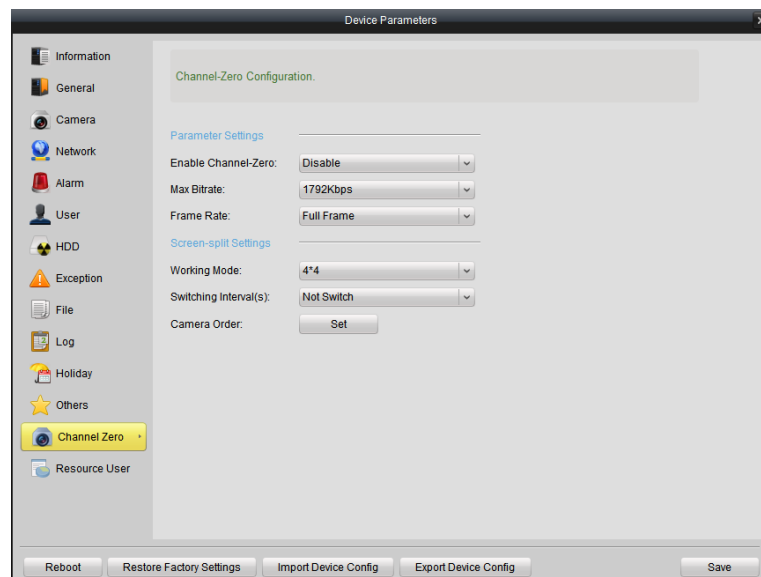 Device Parameters
Information
General
Camera
Network
Alarm
User
HDD
Exception
File
Log
Holiday
Others
Channel Zero
Resource User
Channel-Zero Configuration.
Parameter Settings
Enable Channel-Zero: Disable
Max Bitrate: 1792Kbps
Frame Rate: Full Frame
Screen-split Settings
Working Mode: 4*4
Switching Interval(s): Not Switch
Camera Order: Set
Reboot Restore Factory Settings Import Device Config Export Device Config Save